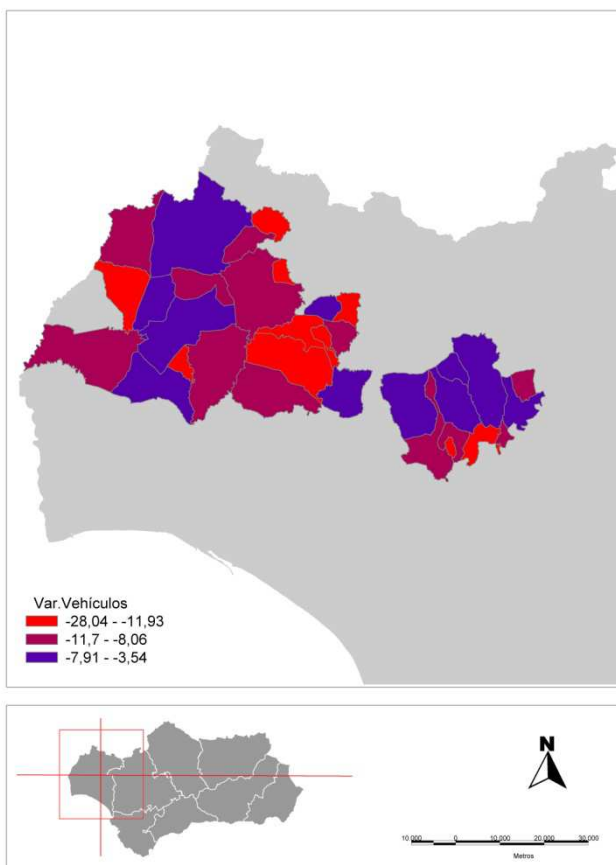 Var.Vehículos
-28,04 - -11,93
-11,7 - -8,06
-7,91 - -3,54
N
10.000 0 10.000 20.000 30.000
Metros